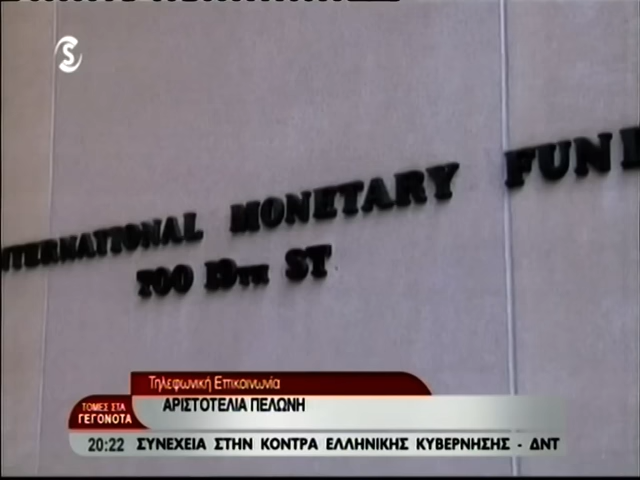 S
INTERNATIONAL MONETARY FUND
700 19TH ST
Τηλεφωνική Επικοινωνία
ΑΡΙΣΤΟΤΕΛΙΑ ΠΕΛΩΝΗ
ΤΟΜΕΣ ΣΤΑ
ΓΕΓΟΝΟΤΑ
20:22 ΣΥΝΕΧΕΙΑ ΣΤΗΝ ΚΟΝΤΡΑ ΕΛΛΗΝΙΚΗΣ ΚΥΒΕΡΝΗΣΗΣ - ΔΝΤ